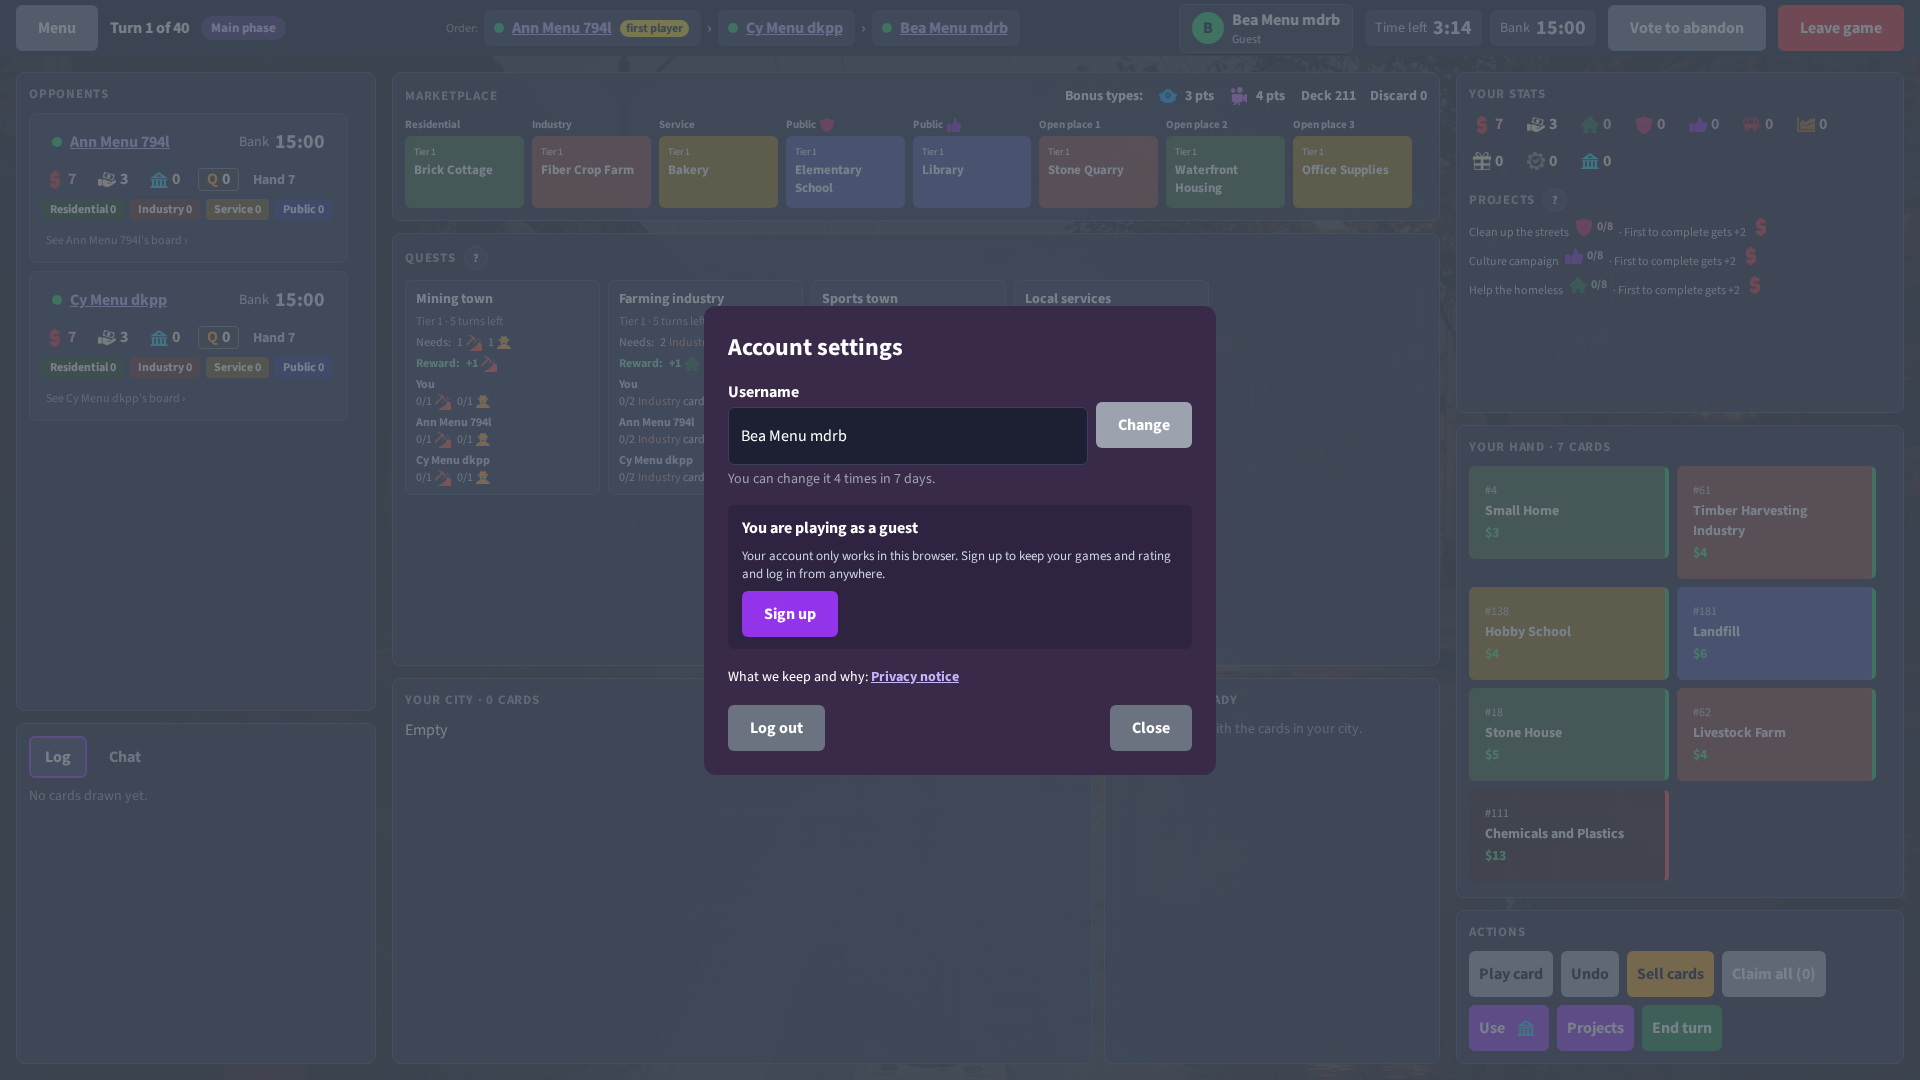 Menu
Turn 1 of 40
Main phase
Order:
Ann Menu 794l
first player
›
Cy Menu dkpp
›
Bea Menu mdrb
B
Bea Menu mdrb
Guest
Time left 3:14
Bank 15:00
Vote to abandon
Leave game
OPPONENTS
Ann Menu 794l
Bank 15:00
7 3 0 Q 0 Hand 7
Residential 0 Industry 0 Service 0 Public 0
See Ann Menu 794l's board ›
Cy Menu dkpp
Bank 15:00
7 3 0 Q 0 Hand 7
Residential 0 Industry 0 Service 0 Public 0
See Cy Menu dkpp's board ›
Log
Chat
No cards drawn yet.
MARKETPLACE
Bonus types: 3 pts 4 pts Deck 211 Discard 0
Residential
Tier 1
Brick Cottage
Industry
Tier 1
Fiber Crop Farm
Service
Tier 1
Bakery
Public
Tier 1
Elementary
School
Public
Tier 1
Library
Open place 1
Tier 1
Stone Quarry
Open place 2
Tier 1
Waterfront
Housing
Open place 3
Tier 1
Office Supplies
QUESTS ?
Mining town
Tier 1 · 5 turns left
Needs: 1 1
Reward: +1
You
0/1 0/1
Ann Menu 794l
0/1 0/1
Cy Menu dkpp
0/1 0/1
Farming industry
Tier 1 · 5 turns left
Needs: 2
Reward: +1
You
0/2 Industry card
Ann Menu 794l
0/2 Industry card
Cy Menu dkpp
0/2 Industry card
Sports town
Local services
Account settings
Username
Bea Menu mdrb
Change
You can change it 4 times in 7 days.
You are playing as a guest
Your account only works in this browser. Sign up to keep your games and rating
and log in from anywhere.
Sign up
What we keep and why: Privacy notice
Log out
Close
YOUR CITY · 0 CARDS
Empty
with the cards in your city.
YOUR STATS
7 3 0 0 0 0 0
0 0 0
PROJECTS ?
Clean up the streets 0/8 · First to complete gets +2
Culture campaign 0/8 · First to complete gets +2
Help the homeless 0/8 · First to complete gets +2
YOUR HAND · 7 CARDS
#4
Small Home
$3
#61
Timber Harvesting
Industry
$4
#138
Hobby School
$4
#181
Landfill
$6
#18
Stone House
$5
#62
Livestock Farm
$4
#111
Chemicals and Plastics
$13
ACTIONS
Play card
Undo
Sell cards
Claim all (0)
Use
Projects
End turn